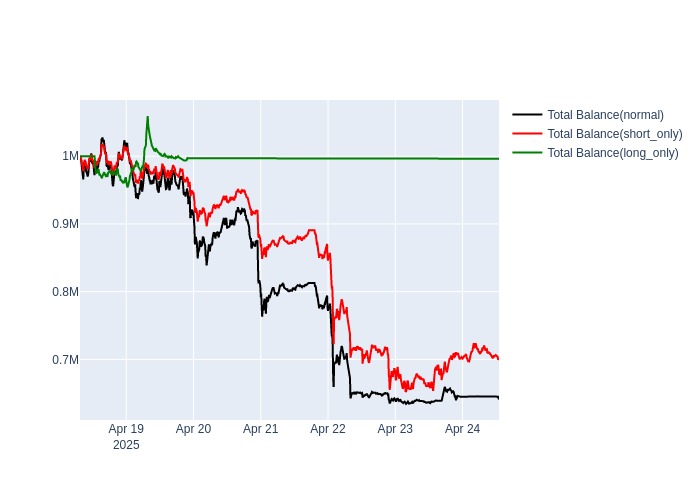 Total Balance(normal)
Total Balance(short_only)
Total Balance(long_only)
1M
0.9M
0.8M
0.7M
Apr 19
2025
Apr 20
Apr 21
Apr 22
Apr 23
Apr 24